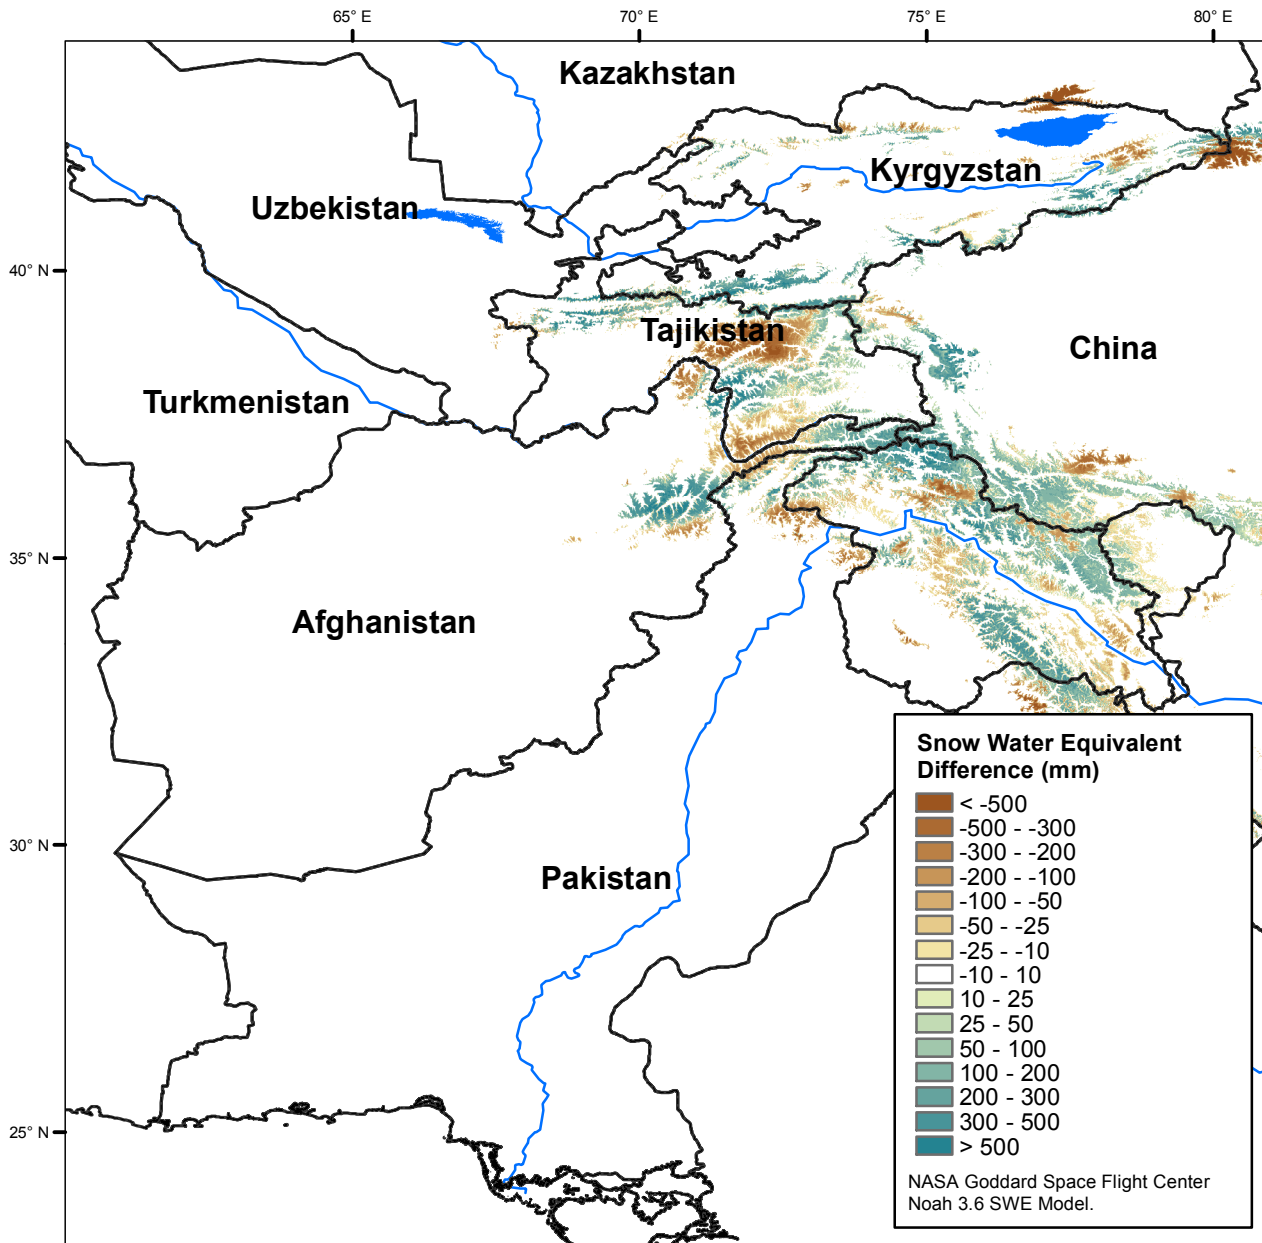 65° E
70° E
75° E
80° E
Kazakhstan
Kyrgyzstan
Uzbekistan
40° N
Tajikistan
China
Turkmenistan
35° N
Afghanistan
30° N
Pakistan
25° N
Snow Water Equivalent
Difference (mm)
< -500
-500 - -300
-300 - -200
-200 - -100
-100 - -50
-50 - -25
-25 - -10
-10 - 10
10 - 25
25 - 50
50 - 100
100 - 200
200 - 300
300 - 500
> 500
NASA Goddard Space Flight Center
Noah 3.6 SWE Model.